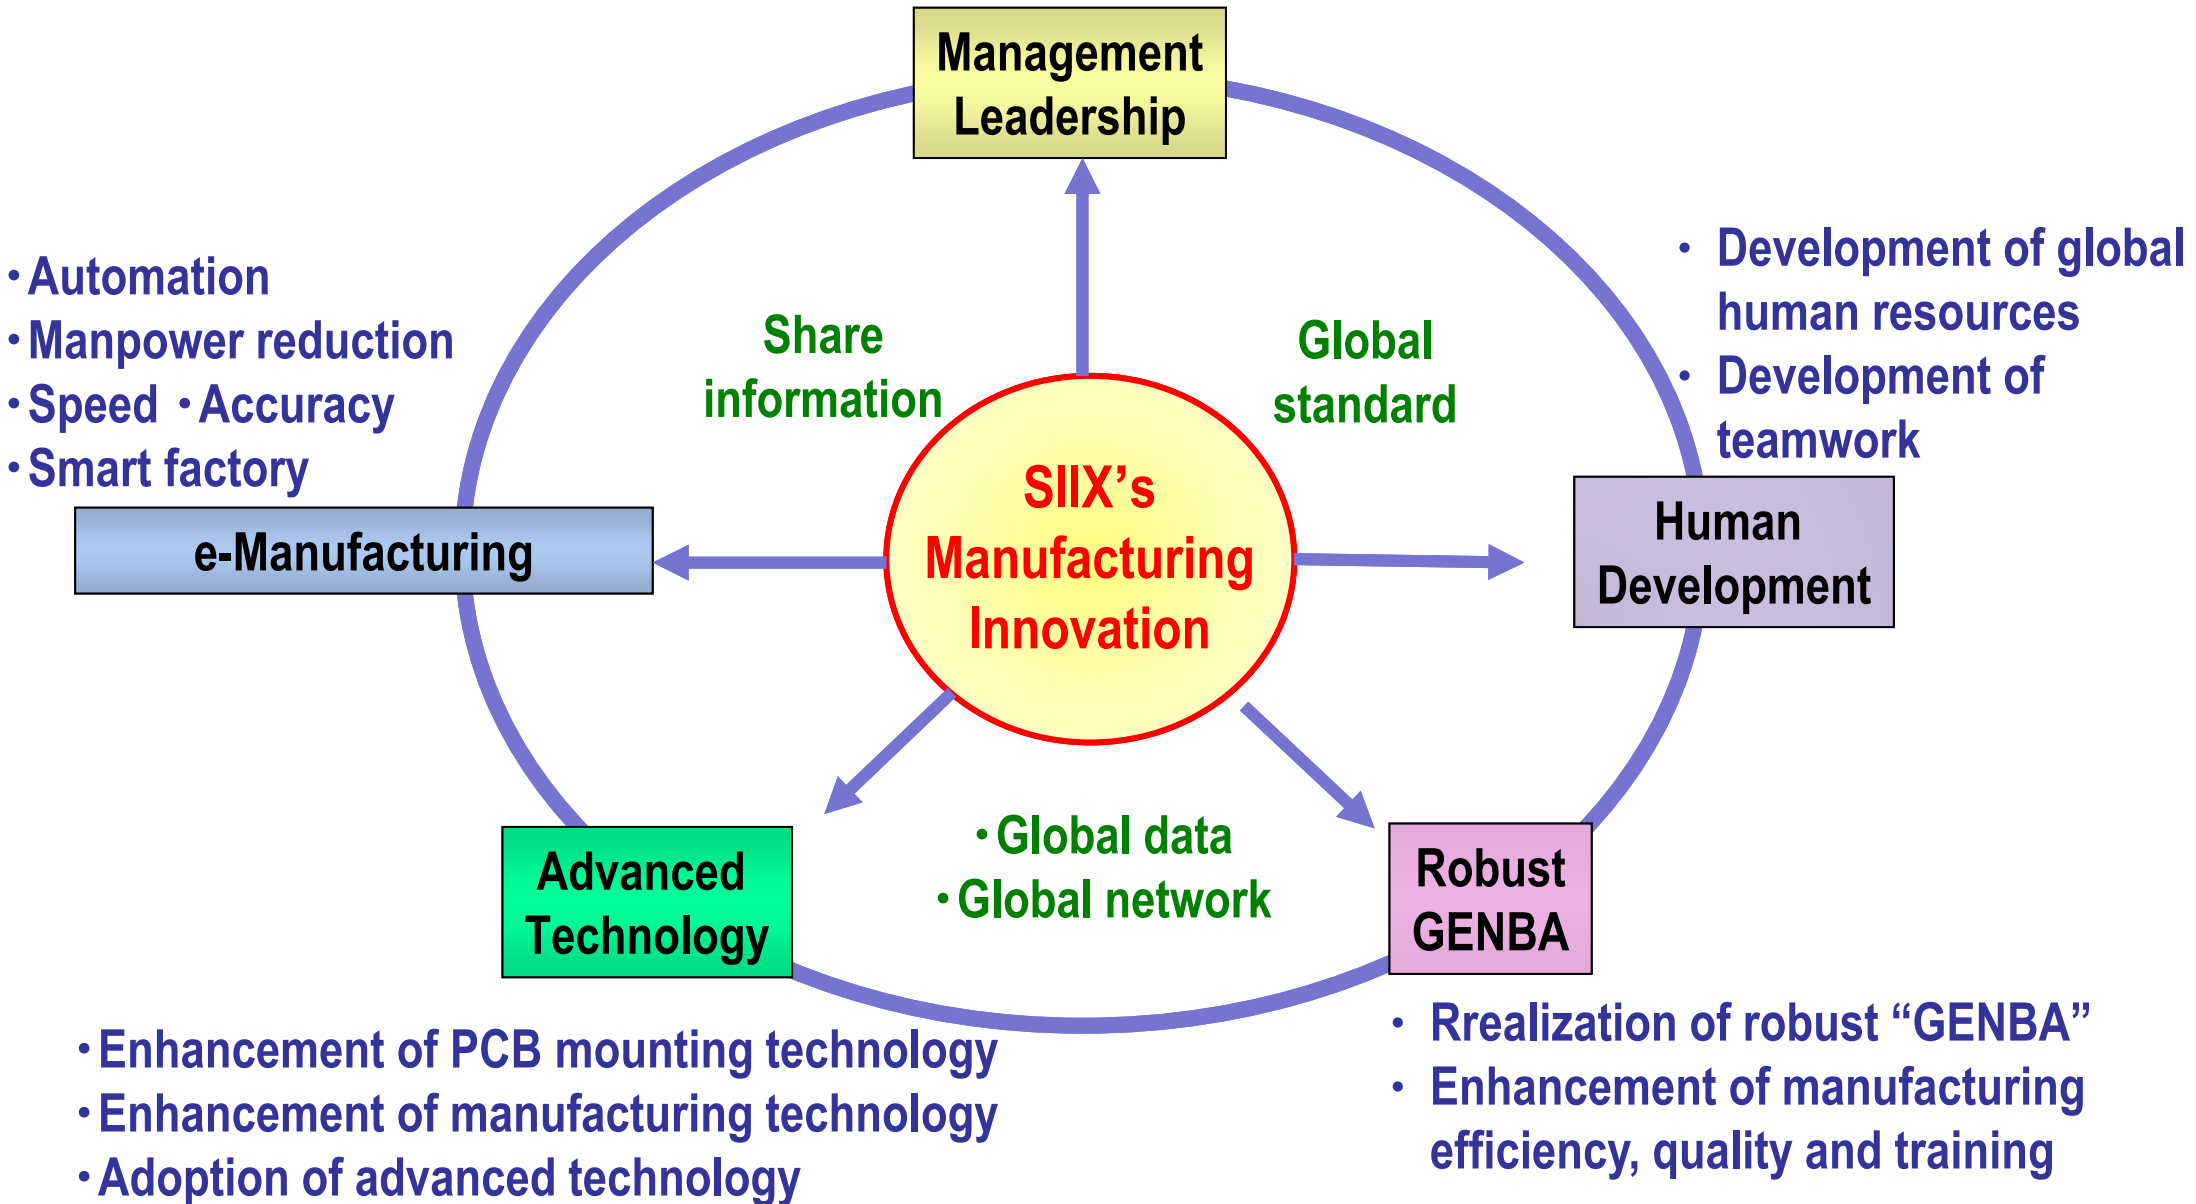 Management
Leadership
・Automation
・Manpower reduction
・Speed ・Accuracy
・Smart factory
e-Manufacturing
Share
information
Global
standard
・ Development of global
human resources
・ Development of
teamwork
Human
Development
SIIX’s
Manufacturing
Innovation
Advanced
Technology
・Global data
・Global network
Robust
GENBA
・Enhancement of PCB mounting technology
・Enhancement of manufacturing technology
・Adoption of advanced technology
・ Rrealization of robust “GENBA”
・ Enhancement of manufacturing
efficiency, quality and training